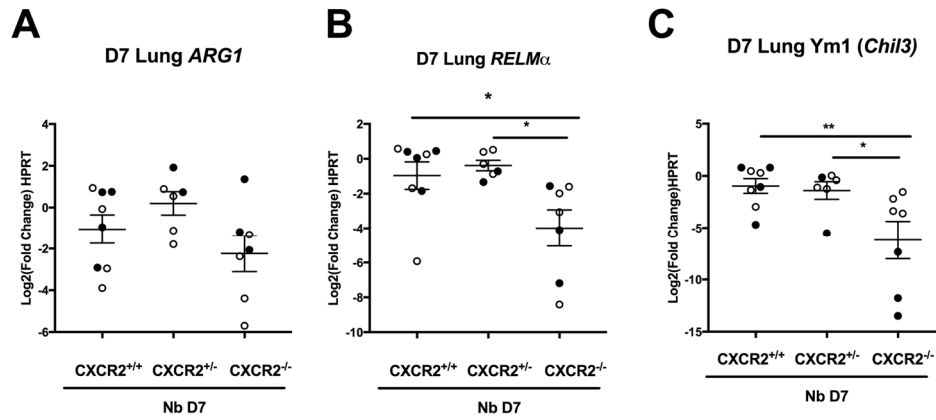 A
D7 Lung ARG1
Log2(Fold Change) HPRT
4
2
0
-2
-4
-6
CXCR2+/+ CXCR2+/- CXCR2-/-
Nb D7
B
D7 Lung RELMα
*
*
Log2(Fold Change) HPRT
2
0
-2
-4
-6
-8
-10
CXCR2+/+ CXCR2+/- CXCR2-/-
Nb D7
C
D7 Lung Ym1 (Chil3)
**
*
Log2(Fold Change)HPRT
5
0
-5
-10
-15
CXCR2+/+ CXCR2+/- CXCR2-/-
Nb D7